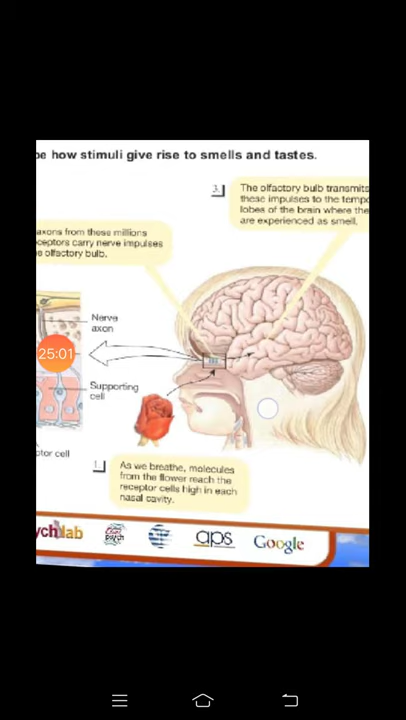 be how stimuli give rise to smells and tastes.
3.
The olfactory bulb transmits
these impulses to the tempo
lobes of the brain where the
are experienced as smell.
axons from these millions
ceptors carry nerve impulses
e olfactory bulb.
Nerve
axon
25:01
Supporting
cell
ptor cell
1.
As we breathe, molecules
from the flower reach the
receptor cells high in each
nasal cavity.
ychlab
psych
aps
Google